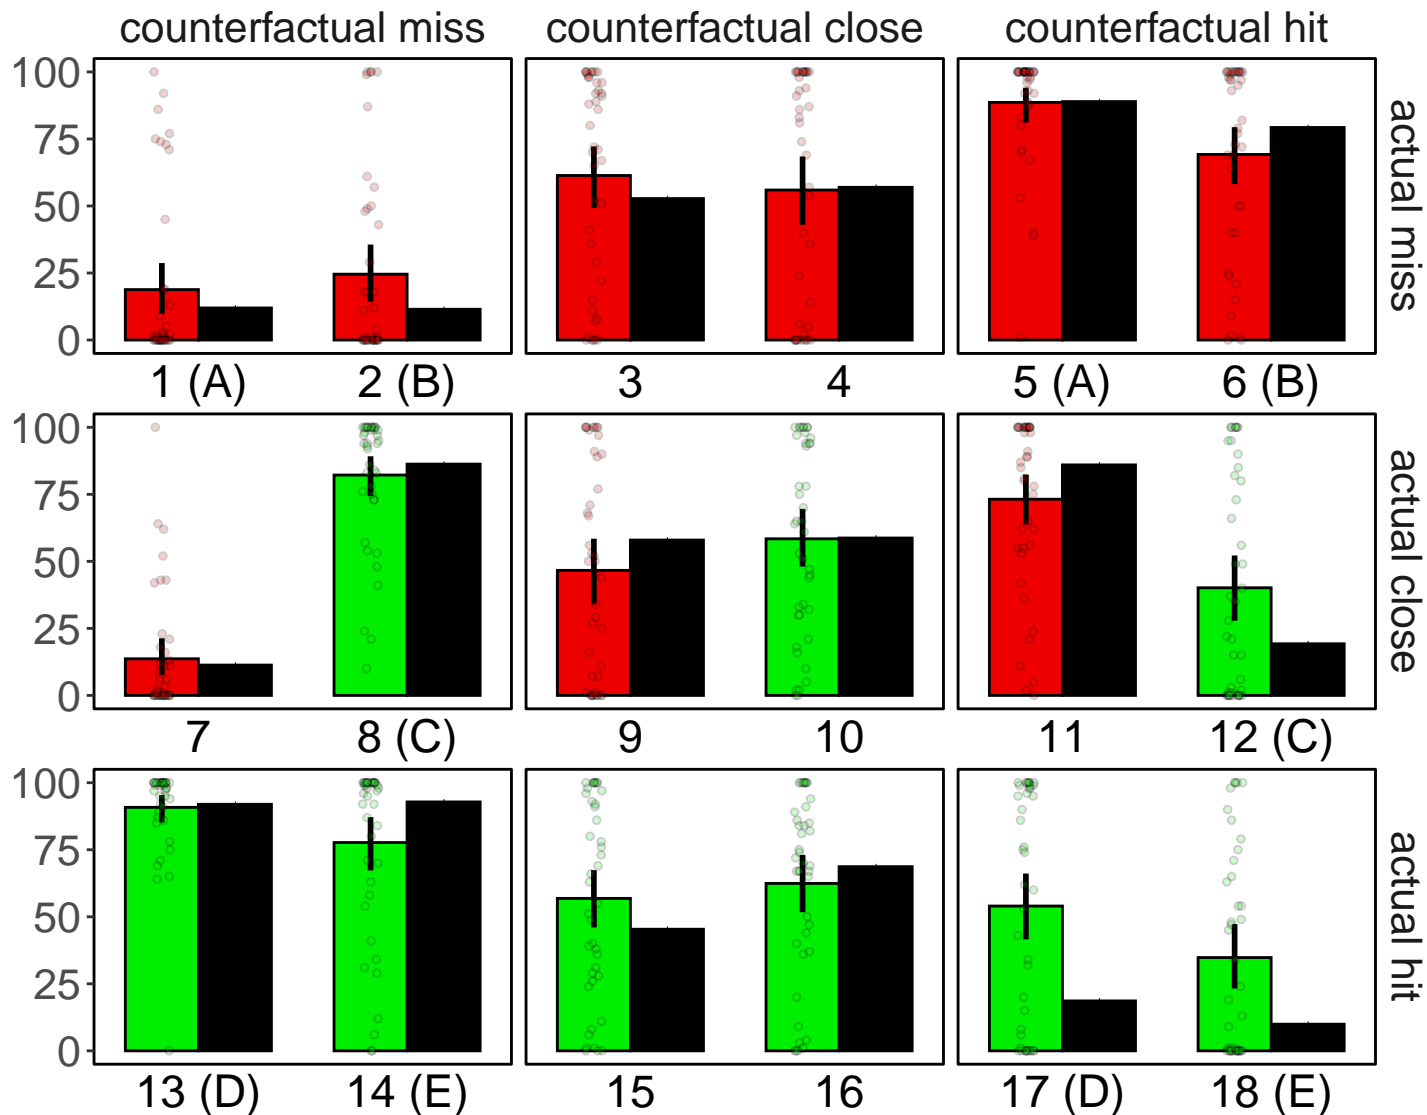 counterfactual miss counterfactual close counterfactual hit
100
75
50
25
0
actual miss
1 (A) 2 (B) 3 4 5 (A) 6 (B)
100
75
50
25
0
actual close
7 8 (C) 9 10 11 12 (C)
100
75
50
25
0
actual hit
13 (D) 14 (E) 15 16 17 (D) 18 (E)